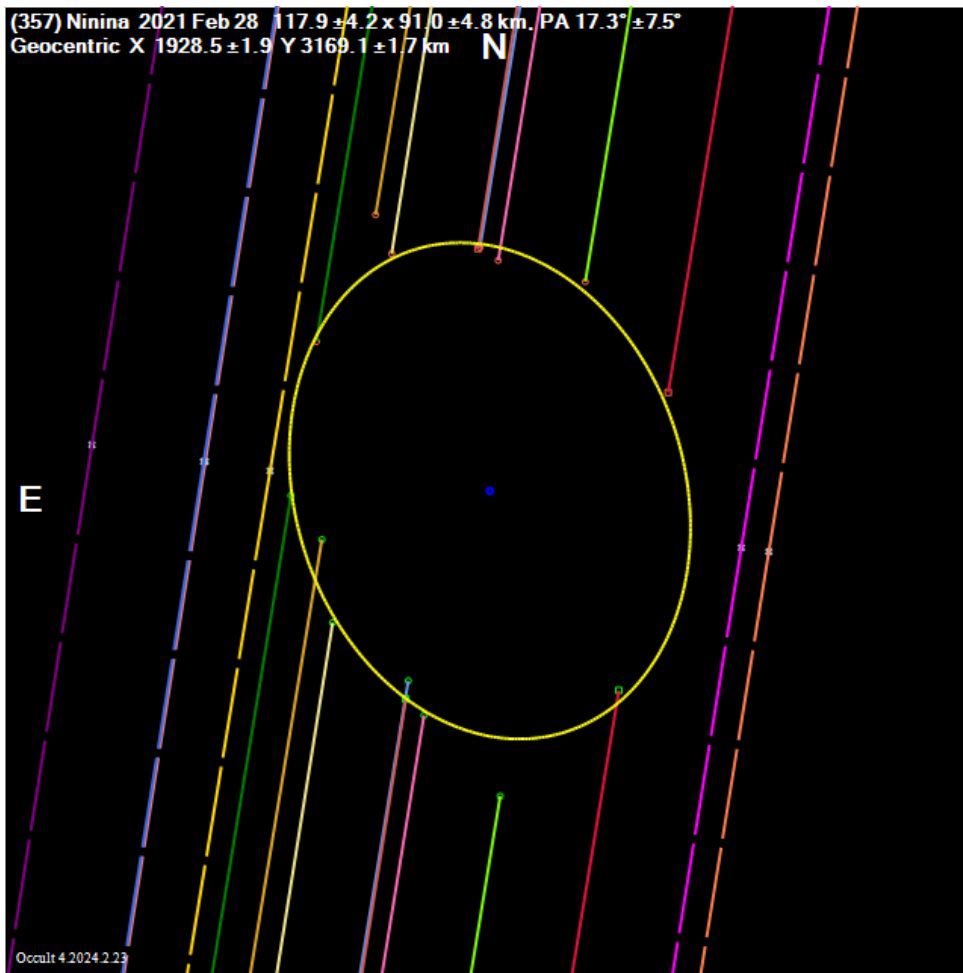 (357) Ninina 2021 Feb 28 117.9 ±4.2 x 91.0 ±4.8 km, PA 17.3° ±7.5°
Geocentric X 1928.5 ±1.9 Y 3169.1 ±1.7 km
N
E
Occult 4.2024.2.23